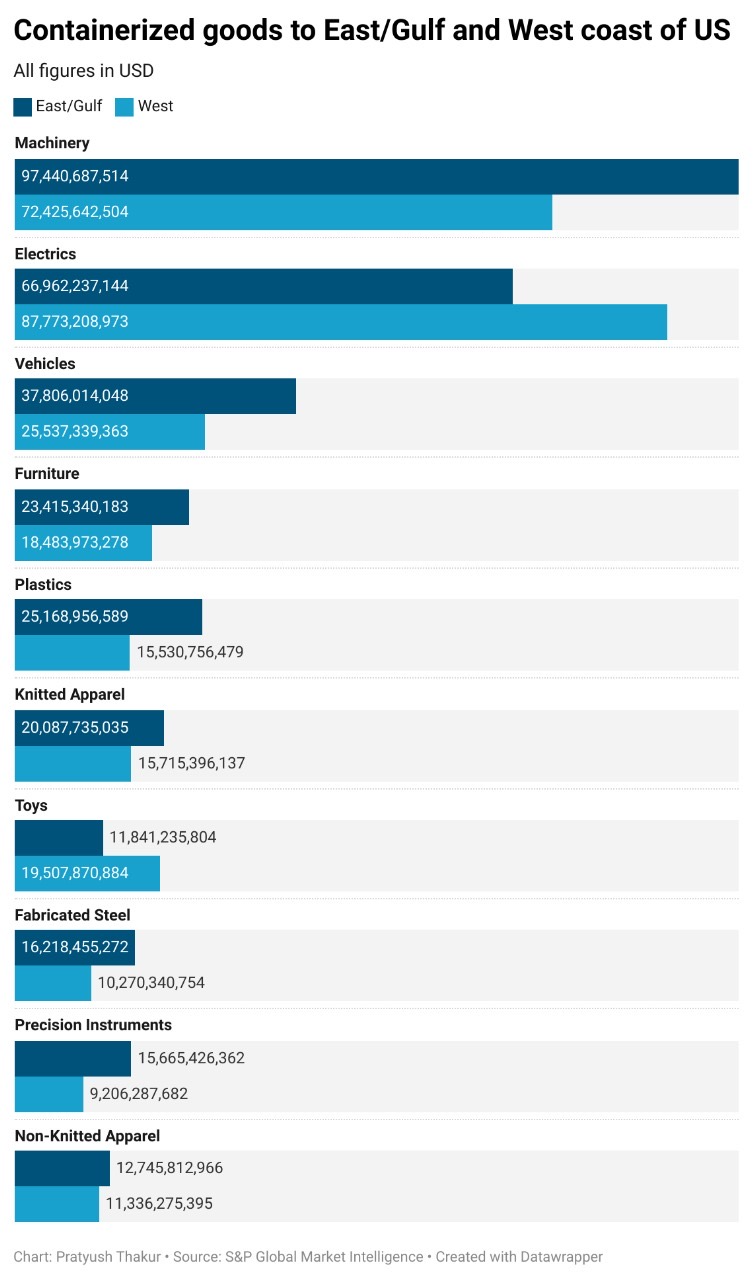 Containerized goods to East/Gulf and West coast of US
All figures in USD
East/Gulf West
Machinery
97,440,687,514
72,425,642,504
Electrics
66,962,237,144
87,773,208,973
Vehicles
37,806,014,048
25,537,339,363
Furniture
23,415,340,183
18,483,973,278
Plastics
25,168,956,589
15,530,756,479
Knitted Apparel
20,087,735,035
15,715,396,137
Toys
11,841,235,804
19,507,870,884
Fabricated Steel
16,218,455,272
10,270,340,754
Precision Instruments
15,665,426,362
9,206,287,682
Non-Knitted Apparel
12,745,812,966
11,336,275,395
Chart: Pratyush Thakur • Source: S&P Global Market Intelligence • Created with Datawrapper